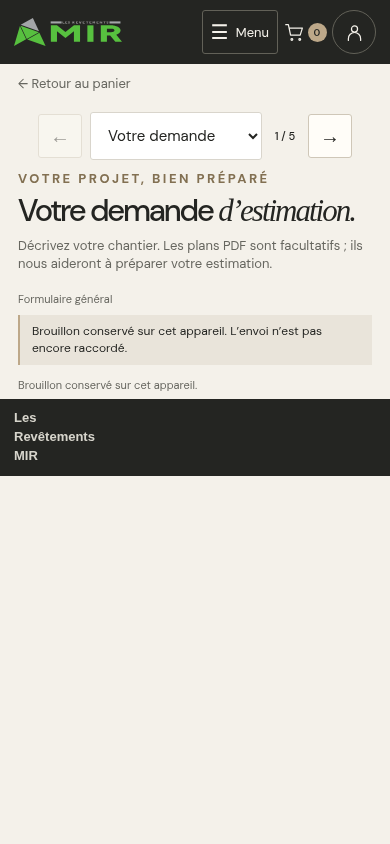 LES REVÊTEMENTS
MIR
☰ Menu
0
← Retour au panier
←
Votre demande
1 / 5
→
VOTRE PROJET, BIEN PRÉPARÉ
Votre demande d’estimation.
Décrivez votre chantier. Les plans PDF sont facultatifs ; ils
nous aideront à préparer votre estimation.
Formulaire général
Brouillon conservé sur cet appareil. L’envoi n’est pas
encore raccordé.
Brouillon conservé sur cet appareil.
Les
Revêtements
MIR